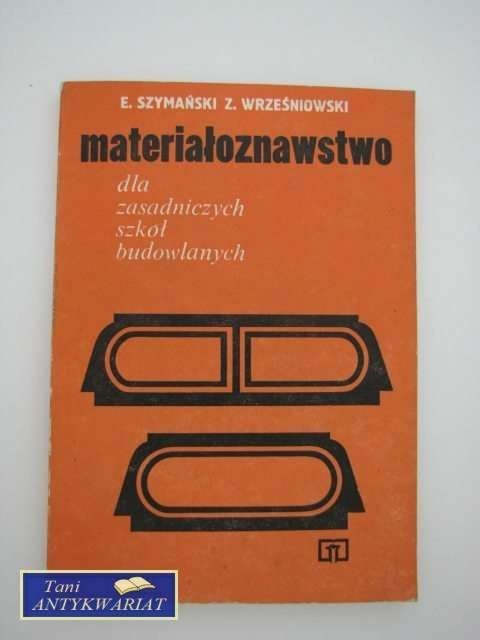 E. SZYMAŃSKI Z. WRZEŚNIOWSKI
materiałoznawstwo
dla
zasadniczych
szkół
budowlanych
Tani
ANTYKWARIAT